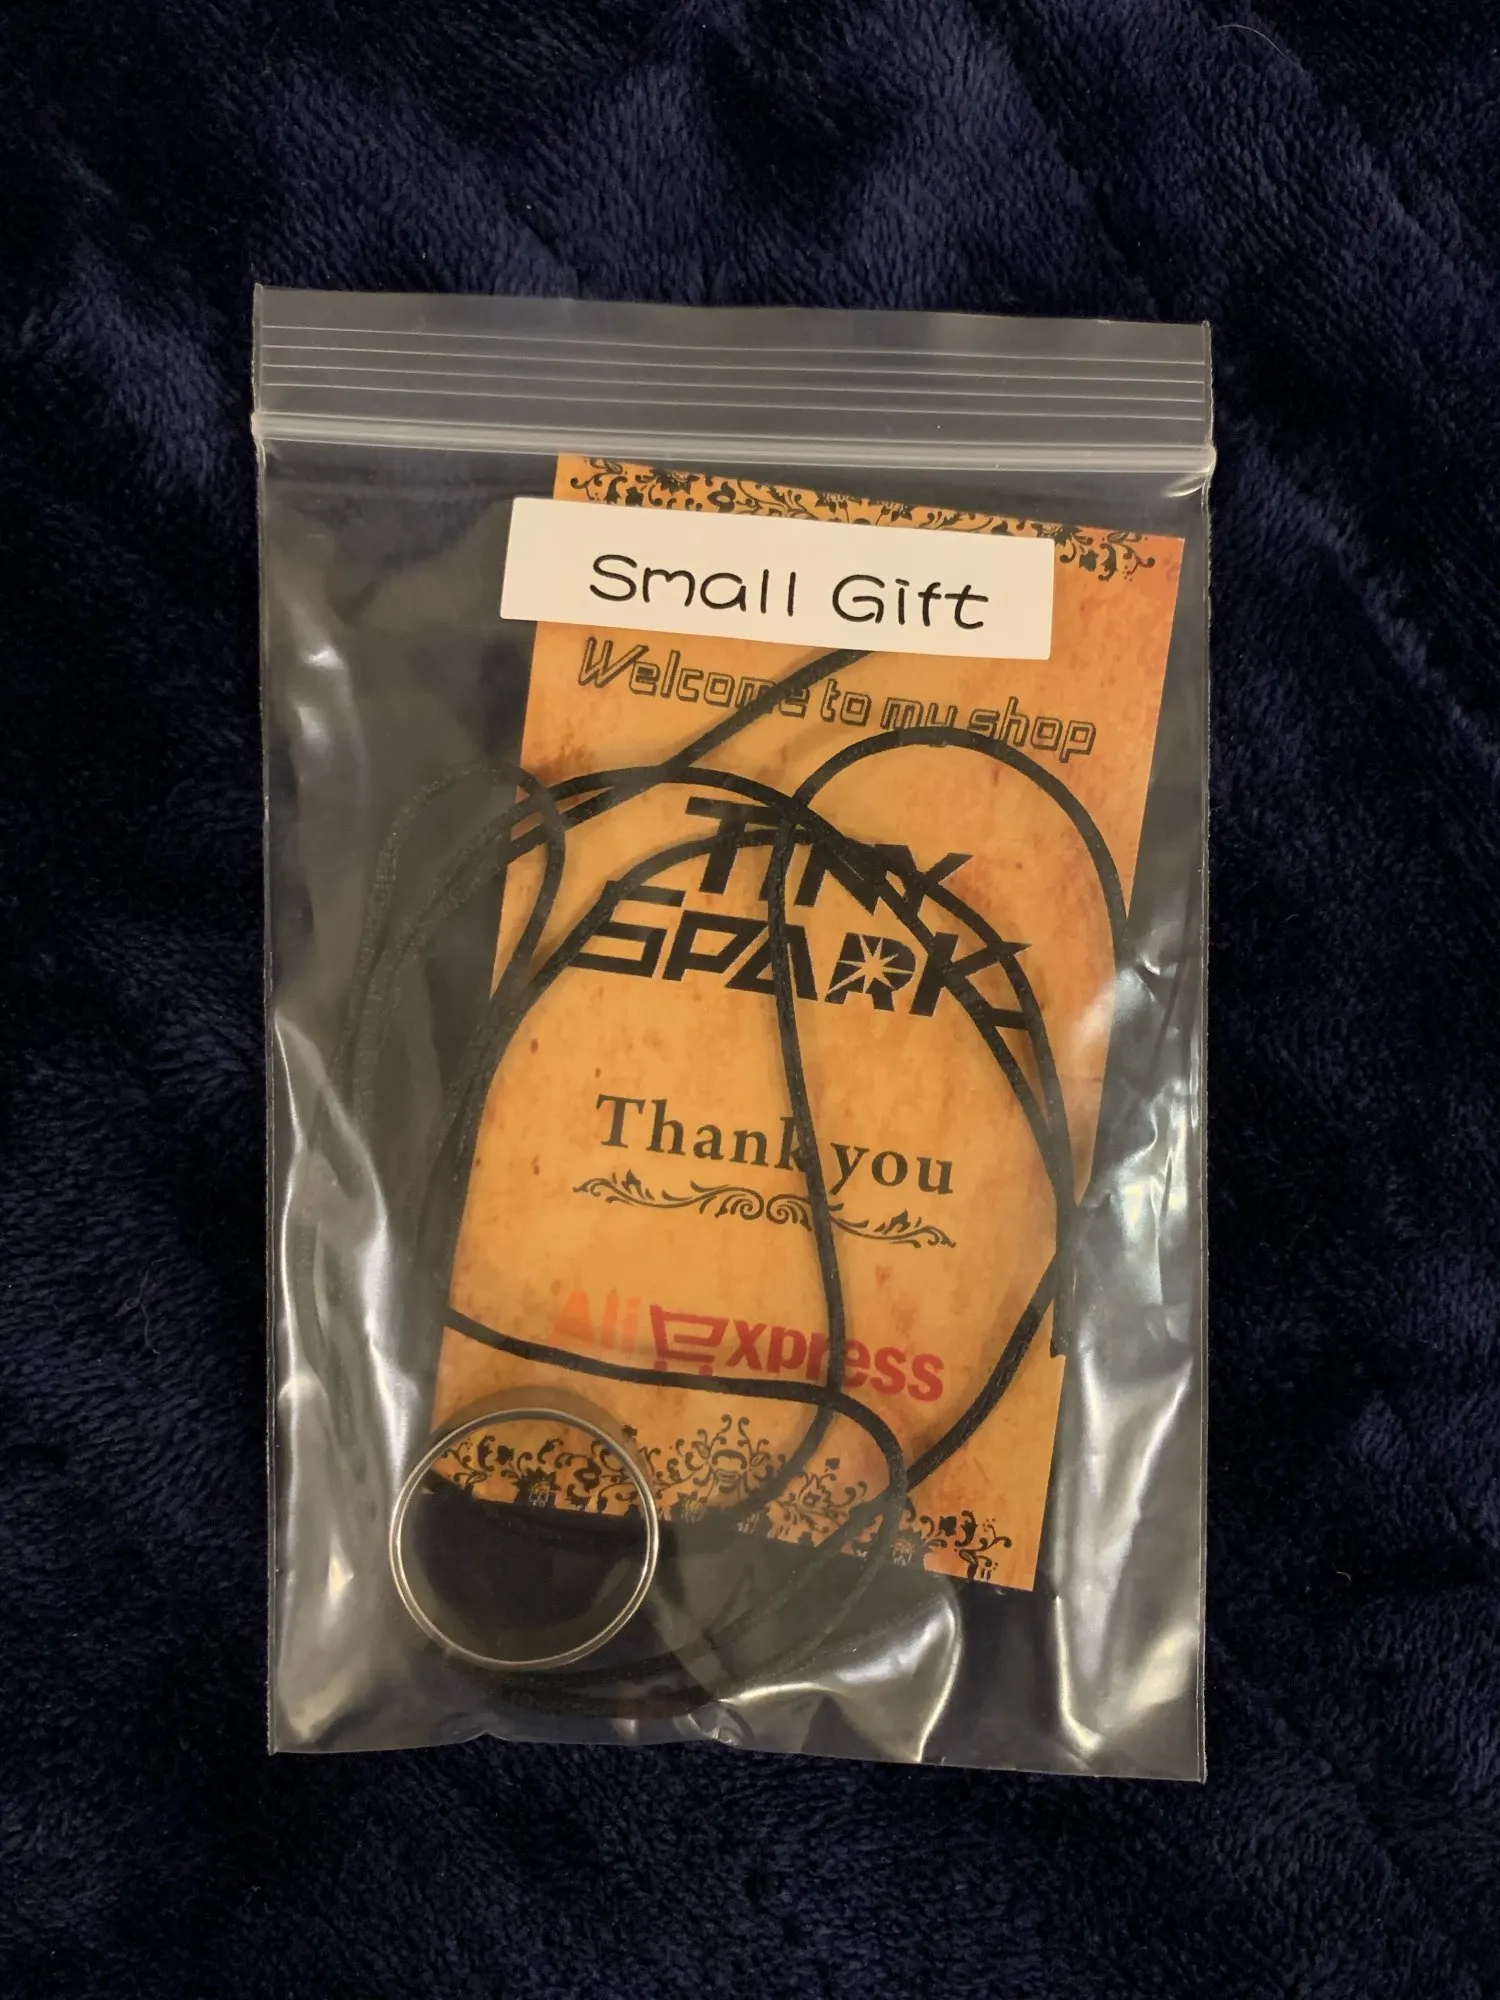 Small Gift
Welcome to my shop
TINY
SPARK
Thank you
AliExpress